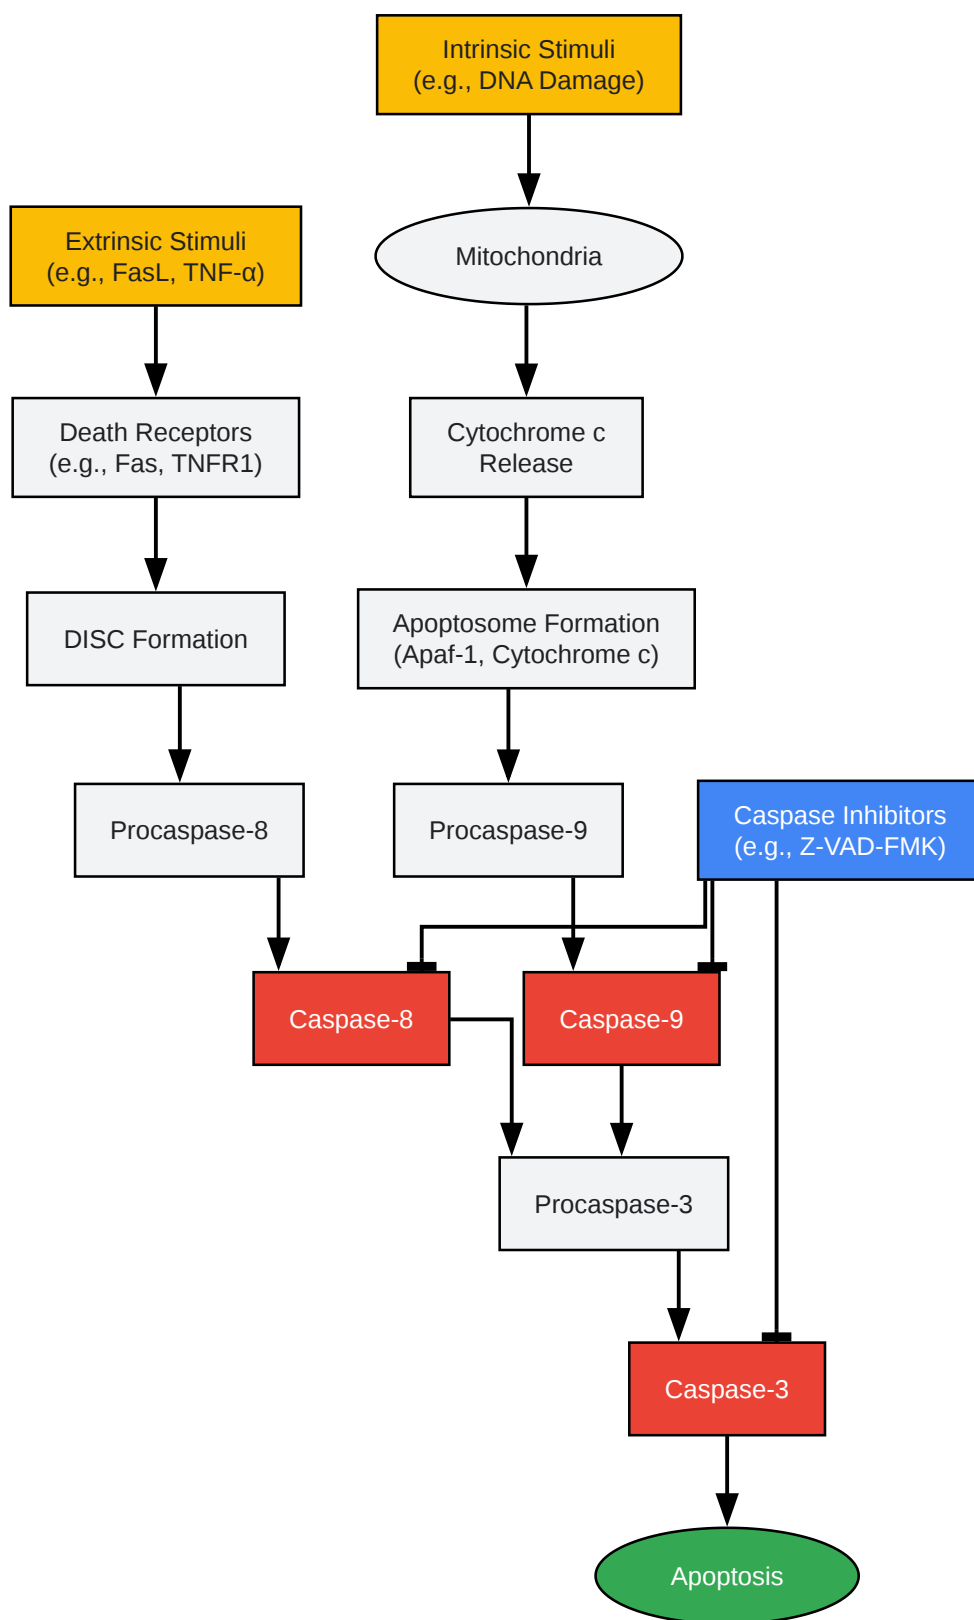 Intrinsic Stimuli
(e.g., DNA Damage)
Extrinsic Stimuli
(e.g., FasL, TNF-α)
Mitochondria
Death Receptors
(e.g., Fas, TNFR1)
Cytochrome c
Release
DISC Formation
Apoptosome Formation
(Apaf-1, Cytochrome c)
Procaspase-8
Procaspase-9
Caspase Inhibitors
(e.g., Z-VAD-FMK)
Caspase-8
Caspase-9
Procaspase-3
Caspase-3
Apoptosis